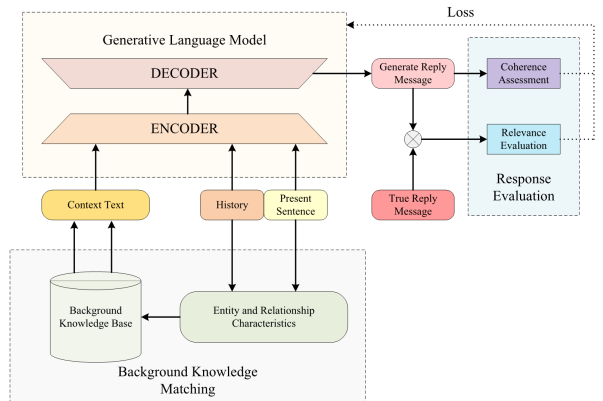 Loss
Generative Language Model
DECODER
Generate Reply
Message
Coherence
Assessment
ENCODER
Relevance
Evaluation
Response
Evaluation
Context Text
History
Present
Sentence
True Reply
Message
Background
Knowledge Base
Entity and Relationship
Characteristics
Background Knowledge
Matching